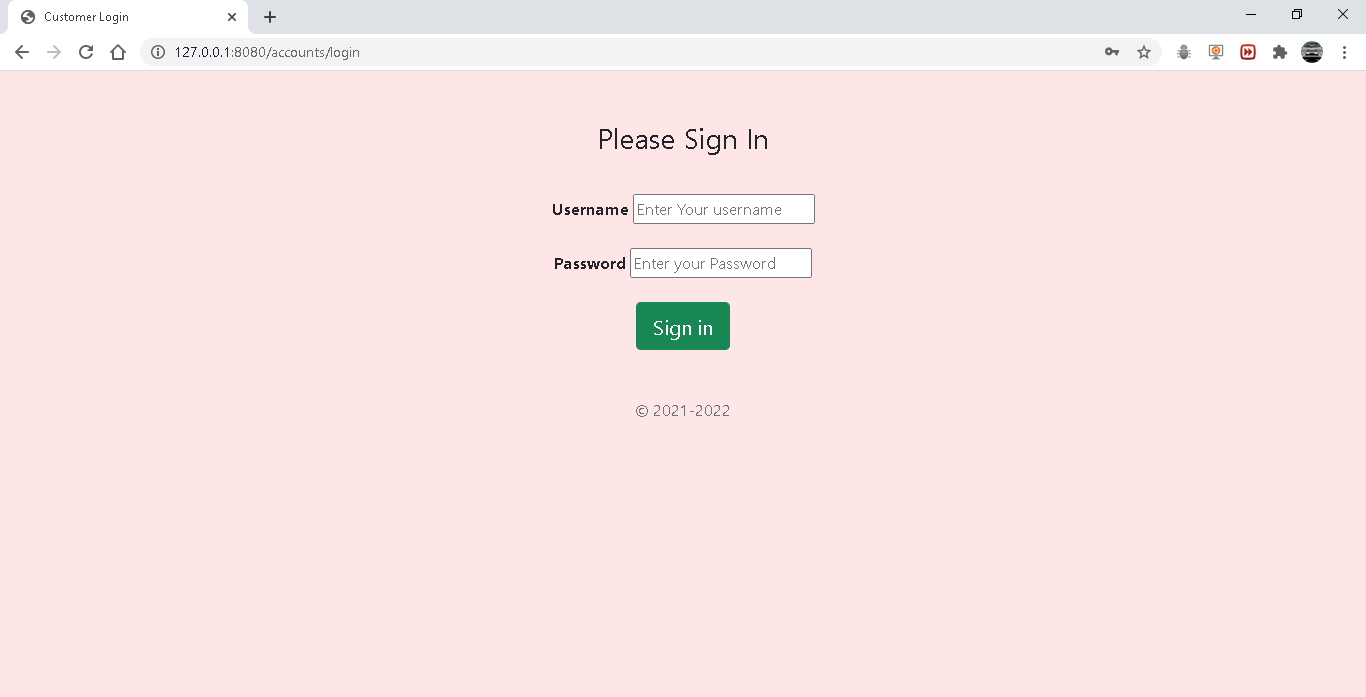 Customer Login
127.0.0.1:8080/accounts/login
Please Sign In
Username Enter Your username
Password Enter your Password
Sign in
© 2021-2022